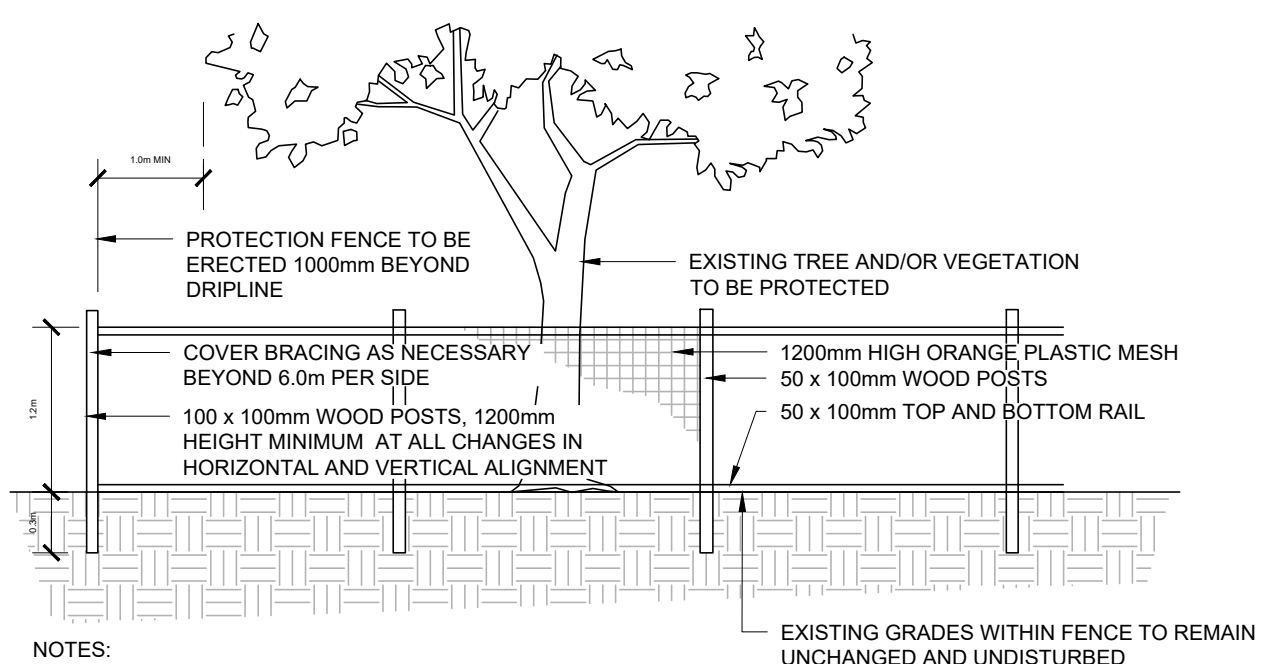 1.0m MIN
PROTECTION FENCE TO BE
ERECTED 1000mm BEYOND
DRIPLINE
EXISTING TREE AND/OR VEGETATION
TO BE PROTECTED
COVER BRACING AS NECESSARY
BEYOND 6.0m PER SIDE
1200mm HIGH ORANGE PLASTIC MESH
50 x 100mm WOOD POSTS
50 x 100mm TOP AND BOTTOM RAIL
1.2m
100 x 100mm WOOD POSTS, 1200mm
HEIGHT MINIMUM AT ALL CHANGES IN
HORIZONTAL AND VERTICAL ALIGNMENT
0.3m
EXISTING GRADES WITHIN FENCE TO REMAIN
UNCHANGED AND UNDISTURBED
NOTES: